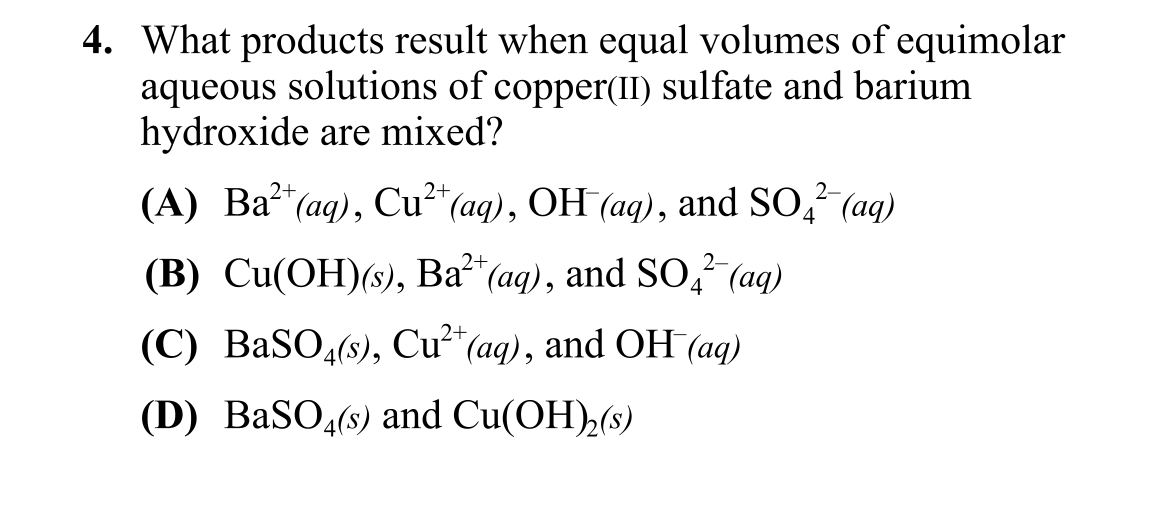 4. What products result when equal volumes of equimolar
aqueous solutions of copper(II) sulfate and barium
hydroxide are mixed?
(A) Ba²⁺(aq), Cu²⁺(aq), OH⁻(aq), and SO₄²⁻(aq)
(B) Cu(OH)(s), Ba²⁺(aq), and SO₄²⁻(aq)
(C) BaSO₄(s), Cu²⁺(aq), and OH⁻(aq)
(D) BaSO₄(s) and Cu(OH)₂(s)